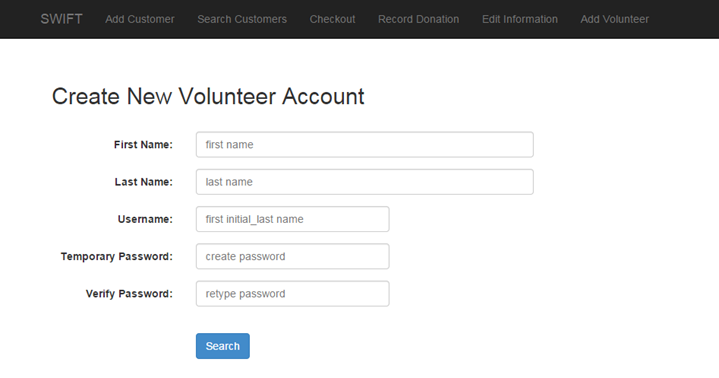 SWIFT Add Customer Search Customers Checkout Record Donation Edit Information Add Volunteer
Create New Volunteer Account
First Name: first name
Last Name: last name
Username: first initial_last name
Temporary Password: create password
Verify Password: retype password
Search